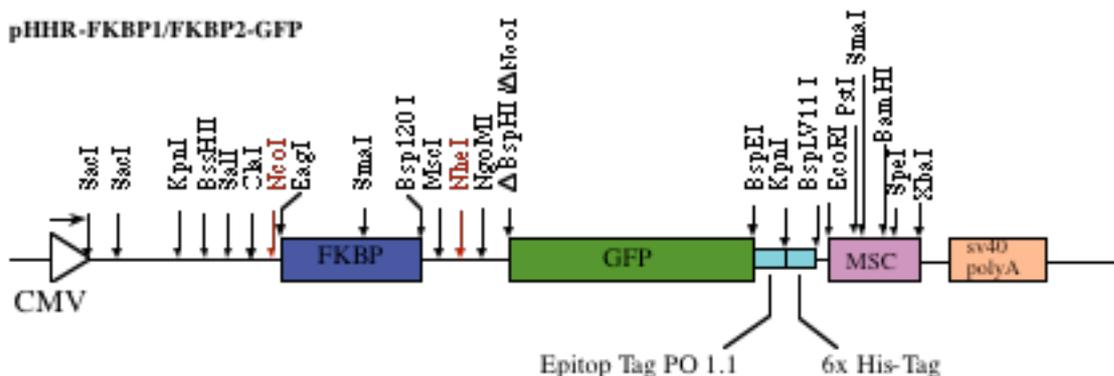 pHHR-FKBP1/FKBP2-GFP
SacI
SacI
KpnI
BssHII
SalI
ClaI
NcoI
EagI
SmaI
Bsp120 I
MscI
NheI
NgoMI
ΔBspHI ΔNcoI
BspEI
KpnI
BspLV11 I
EcoRI
PstI
SmaI
BamHI
SpeI
XbaI
CMV
FKBP
GFP
MSC
sv40
polyA
Epitop Tag PO 1.1
6x His-Tag